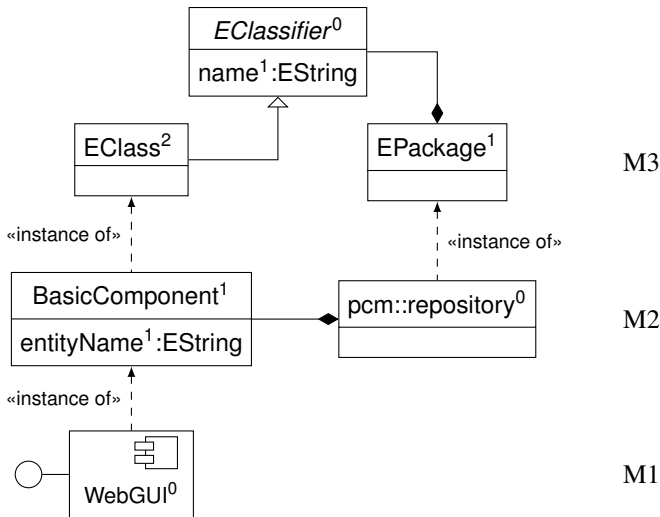 EClassifier⁰
name¹:EString
EClass²
EPackage¹
M3
«instance of»
«instance of»
BasicComponent¹
entityName¹:EString
pcm::repository⁰
M2
«instance of»
WebGUI⁰
M1